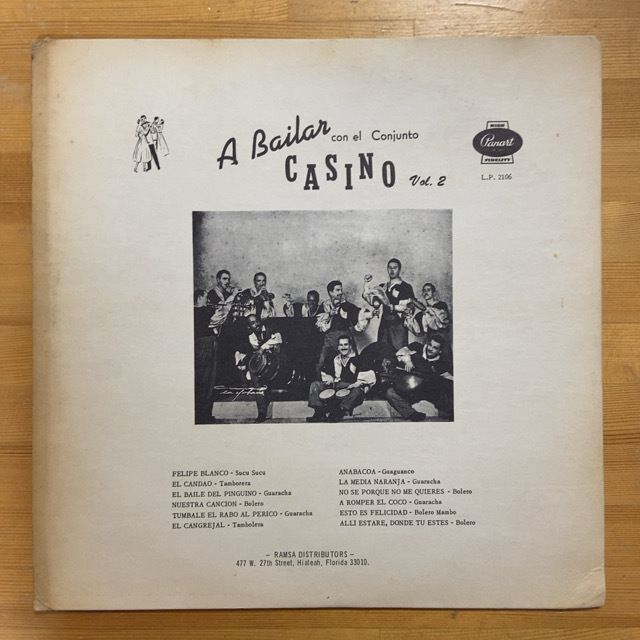 A Bailar con el Conjunto
CASINO Vol. 2
HIGH
Panart
FIDELITY
L.P. 2106
FELIPE BLANCO - Sucu Sucu
EL CANDAO - Tamborera
EL BAILE DEL PINGUINO - Guaracha
NUESTRA CANCION - Bolero
TUMBALE EL RABO AL PERICO - Guaracha
EL CANGREJAL - Tambolera
ANABACOA - Guaguanco
LA MEDIA NARANJA - Guaracha
NO SE PORQUE NO ME QUIERES - Bolero
A ROMPER EL COCO - Guaracha
ESTO ES FELICIDAD - Bolero Mambo
ALLI ESTARE, DONDE TU ESTES - Bolero
- RAMSA DISTRIBUTORS -
477 W. 27th Street, Hialeah, Florida 33010.